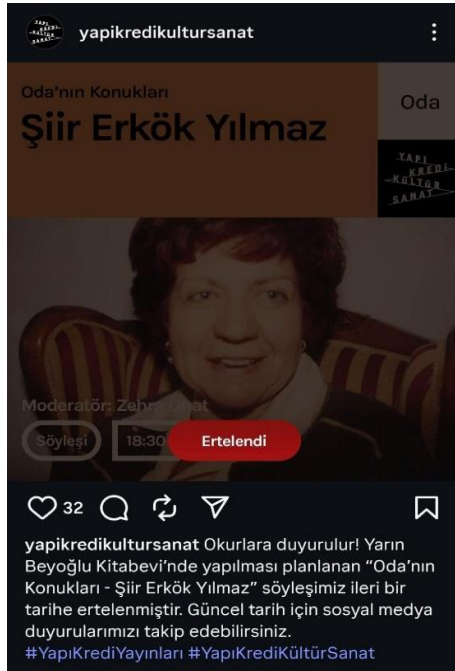 yapikredikultursanat
Oda'nın Konukları
Şiir Erkök Yılmaz
Oda
YAPI
KREDİ
KÜLTÜR
SANAT
Moderatör: Zehra
Söyleşi
18:30
Ertelendi
32
yapikredikultursanat Okurlara duyurulur! Yarın
Beyoğlu Kitabevi’nde yapılması planlanan “Oda’nın
Konukları - Şiir Erkök Yılmaz” söyleşimiz ileri bir
tarihe ertelenmiştir. Güncel tarih için sosyal medya
duyurularımızı takip edebilirsiniz.
#YapıKrediYayınları #YapıKrediKültürSanat